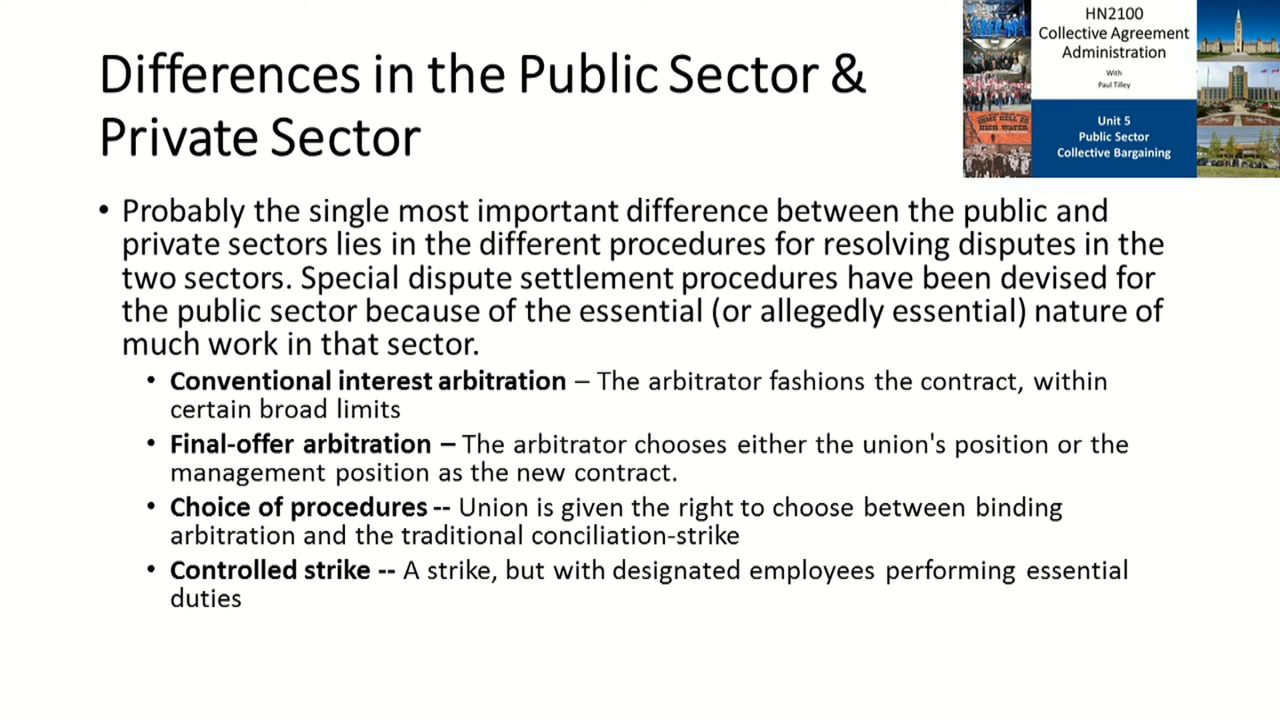 Differences in the Public Sector &
Private Sector
HN2100
Collective Agreement
Administration
With
Paul Tilley
Unit 5
Public Sector
Collective Bargaining
COME HELL OR
HIGH WATER
• Probably the single most important difference between the public and
private sectors lies in the different procedures for resolving disputes in the
two sectors. Special dispute settlement procedures have been devised for
the public sector because of the essential (or allegedly essential) nature of
much work in that sector.
• Conventional interest arbitration – The arbitrator fashions the contract, within
certain broad limits
• Final-offer arbitration – The arbitrator chooses either the union's position or the
management position as the new contract.
• Choice of procedures -- Union is given the right to choose between binding
arbitration and the traditional conciliation-strike
• Controlled strike -- A strike, but with designated employees performing essential
duties